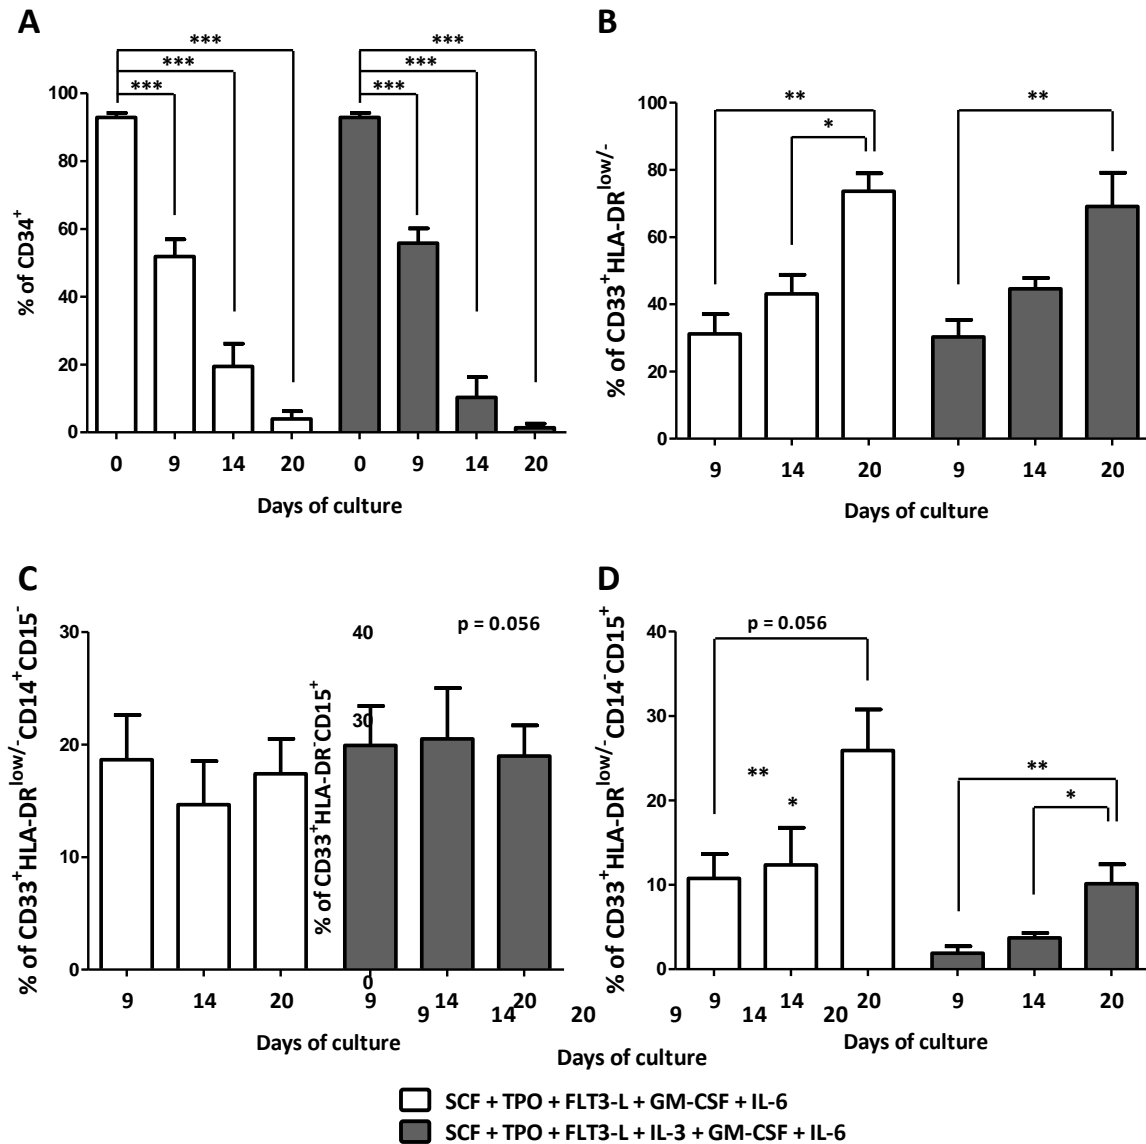 A
***
***
***
***
***
***
100
80
60
40
20
0
% of CD34+
0 9 14 20 0 9 14 20
Days of culture
B
**
*
**
100
80
60
40
20
0
% of CD33+HLA-DRlow/-
9 14 20 9 14 20
Days of culture
C
30
20
10
0
% of CD33+HLA-DRlow/-CD14+CD15-
40
30
0
% of CD33+HLA-DR-CD15+
p = 0.056
9 14 20 9 14 20
9 14 20
Days of culture
Days of culture
D
p = 0.056
**
*
**
*
40
30
20
10
0
% of CD33+HLA-DRlow/-CD14-CD15+
9 14 20 9 14 20
9 14 20
Days of culture
SCF + TPO + FLT3-L + GM-CSF + IL-6
SCF + TPO + FLT3-L + IL-3 + GM-CSF + IL-6